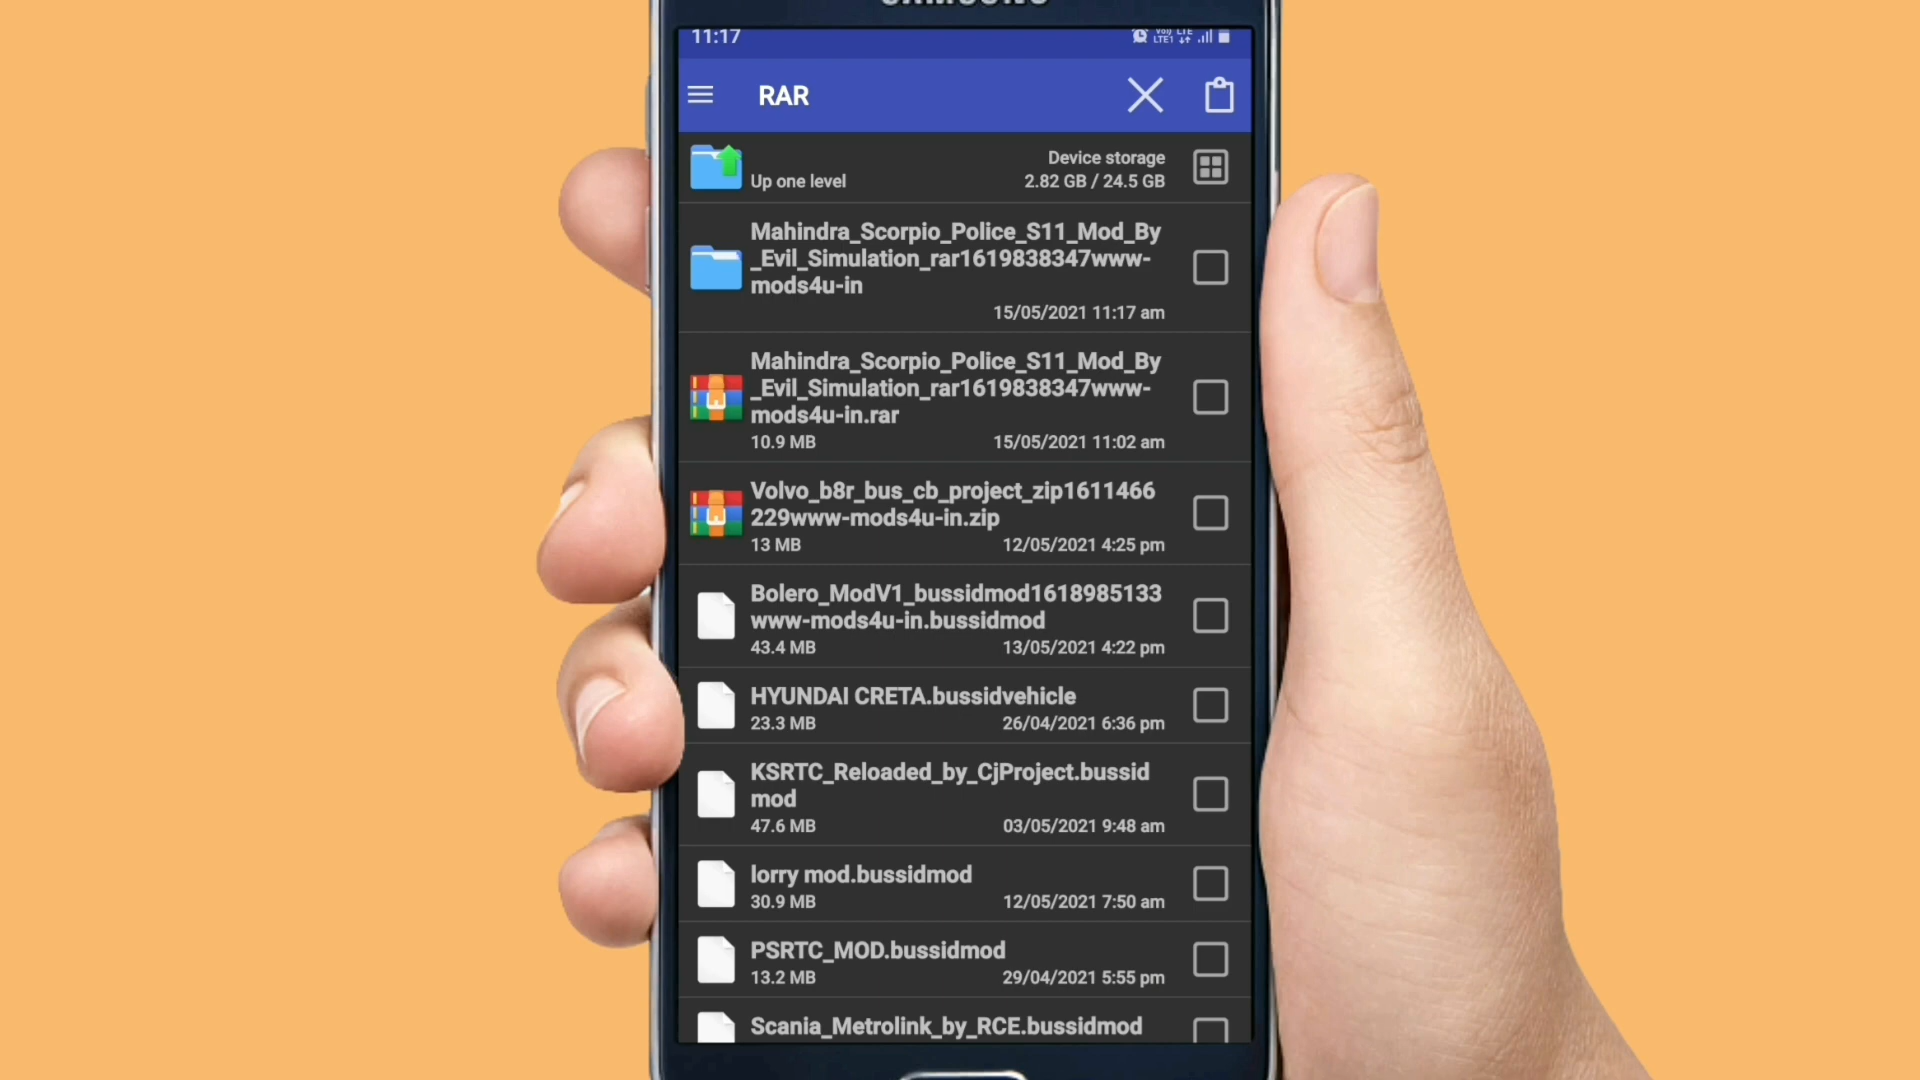 SAMSUNG
11:17
Vo)) LTE
LTE1
RAR
Device storage
Up one level
2.82 GB / 24.5 GB
Mahindra_Scorpio_Police_S11_Mod_By
_Evil_Simulation_rar1619838347www-
mods4u-in
15/05/2021 11:17 am
Mahindra_Scorpio_Police_S11_Mod_By
_Evil_Simulation_rar1619838347www-
mods4u-in.rar
10.9 MB 15/05/2021 11:02 am
Volvo_b8r_bus_cb_project_zip1611466
229www-mods4u-in.zip
13 MB 12/05/2021 4:25 pm
Bolero_ModV1_bussidmod1618985133
www-mods4u-in.bussidmod
43.4 MB 13/05/2021 4:22 pm
HYUNDAI CRETA.bussidvehicle
23.3 MB 26/04/2021 6:36 pm
KSRTC_Reloaded_by_CjProject.bussid
mod
47.6 MB 03/05/2021 9:48 am
lorry mod.bussidmod
30.9 MB 12/05/2021 7:50 am
PSRTC_MOD.bussidmod
13.2 MB 29/04/2021 5:55 pm
Scania_Metrolink_by_RCE.bussidmod